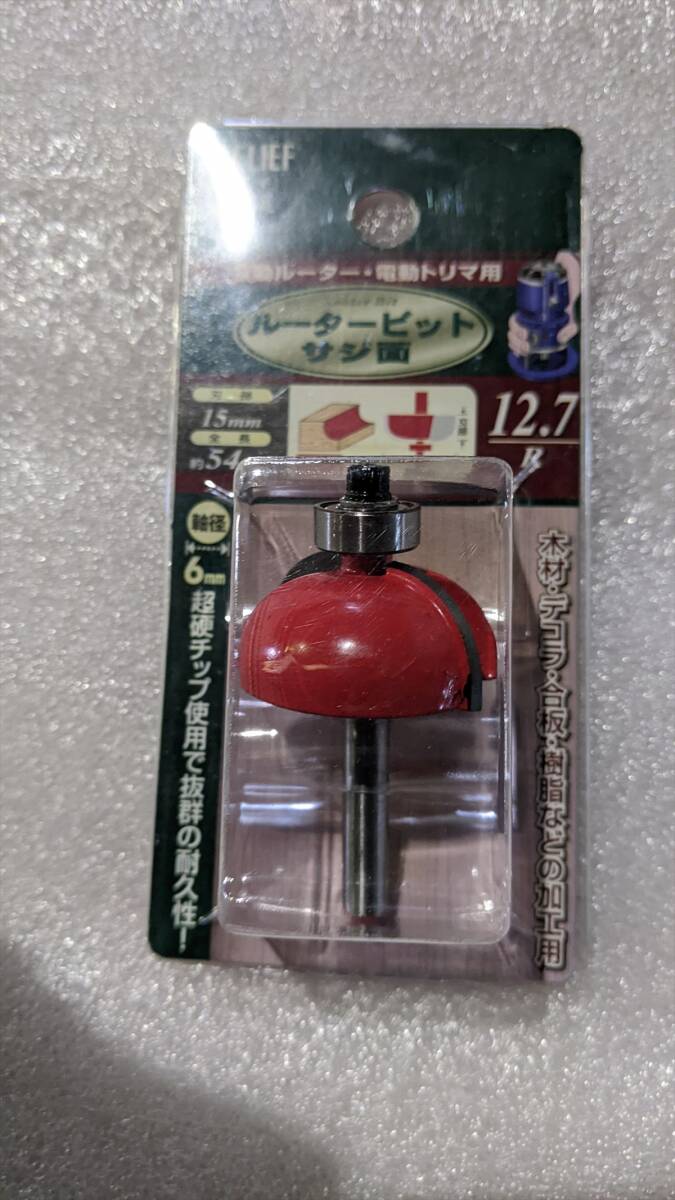 LIEF
電動ルーター・電動トリマ用
Router Bit
ルータービット
サジ面
刃長
15mm
全長
約54
12.7
R
軸径
6mm
超硬チップ使用で抜群の耐久性!
木材・デコラ・合板・樹脂などの加工用